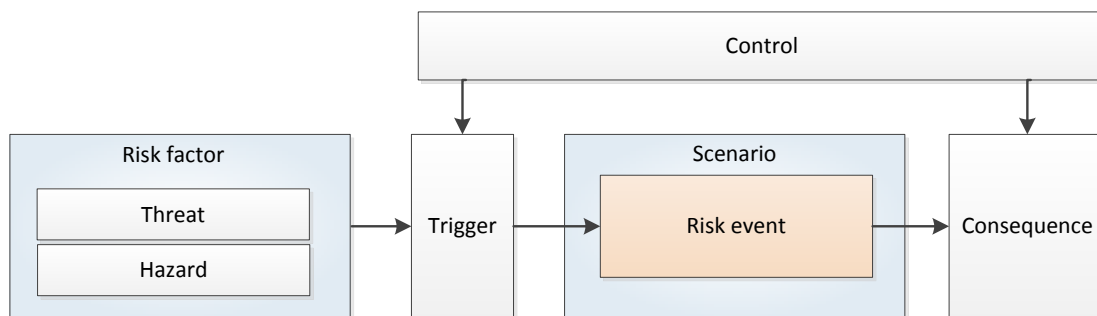 Control
Risk factor
Threat
Hazard
Trigger
Scenario
Risk event
Consequence